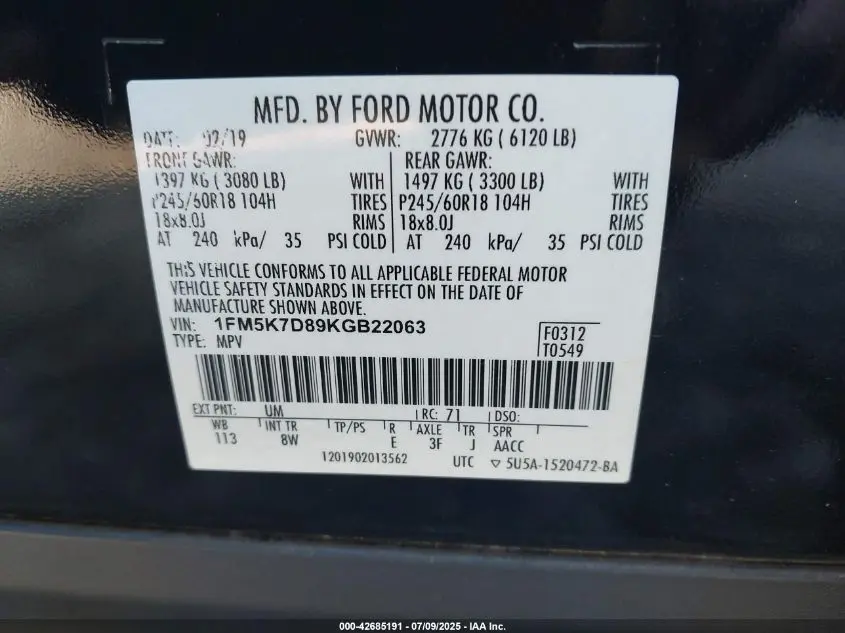 MFD. BY FORD MOTOR CO.
DATE: 02/19 GVWR: 2776 KG ( 6120 LB)
FRONT GAWR: REAR GAWR:
1397 KG ( 3080 LB) WITH 1497 KG ( 3300 LB) WITH
P245/60R18 104H TIRES P245/60R18 104H TIRES
18x8.0J RIMS 18x8.0J RIMS
AT 240 kPa/ 35 PSI COLD AT 240 kPa/ 35 PSI COLD
THIS VEHICLE CONFORMS TO ALL APPLICABLE FEDERAL MOTOR
VEHICLE SAFETY STANDARDS IN EFFECT ON THE DATE OF
MANUFACTURE SHOWN ABOVE.
VIN: 1FM5K7D89KGB22063 F0312
TYPE: MPV T0549
EXT PNT: UM RC: 71 DSO:
WB INT TR TP/PS R AXLE TR SPR
113 8W E 3F J AACC
1201902013562 UTC ▽ 5U5A-1520472-BA
000-42685191 / 07/09/2025 - IAA Inc.